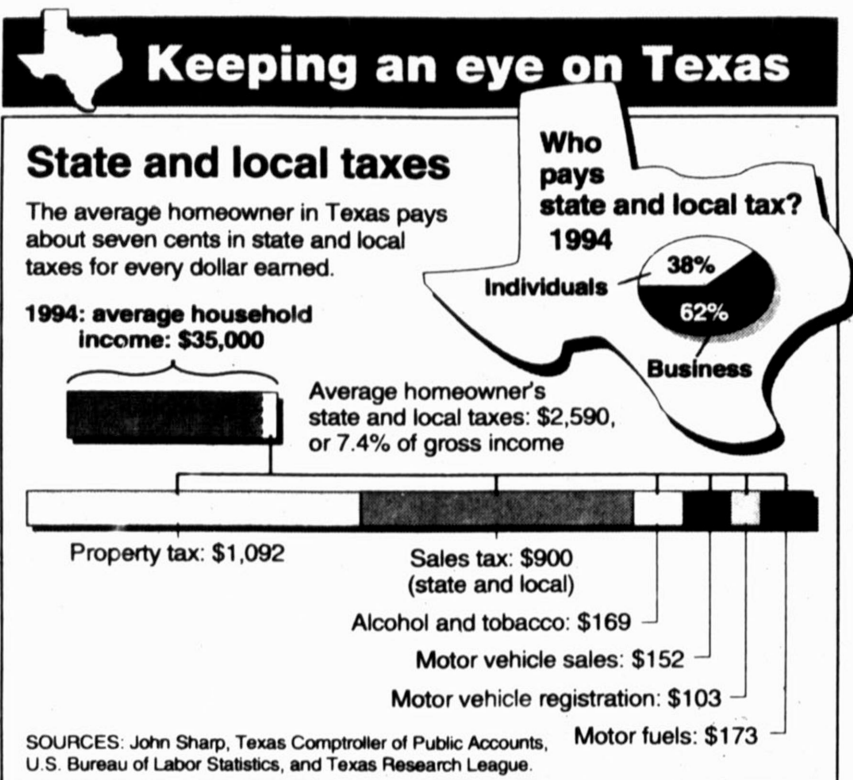 Keeping an eye on Texas
State and local taxes
The average homeowner in Texas pays
about seven cents in state and local
taxes for every dollar earned.
Who
pays
state and local tax?
1994
38%
Individuals
62%
Business
1994: average household
income: $35,000
Average homeowner's
state and local taxes: $2,590,
or 7.4% of gross income
Property tax: $1,092
Sales tax: $900
(state and local)
Alcohol and tobacco: $169
Motor vehicle sales: $152
Motor vehicle registration: $103
Motor fuels: $173
SOURCES: John Sharp, Texas Comptroller of Public Accounts,
U.S. Bureau of Labor Statistics, and Texas Research League.